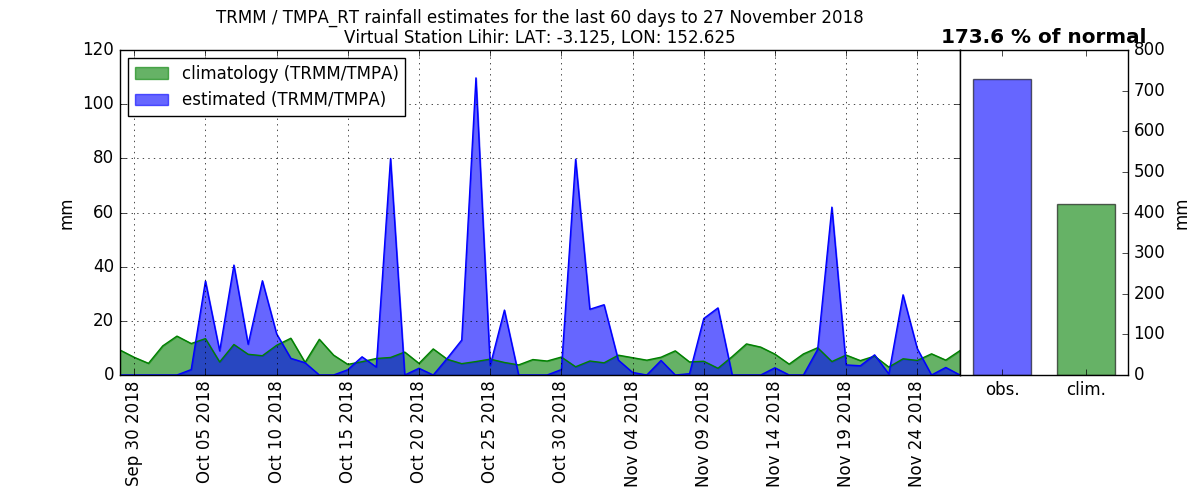 TRMM / TMPA_RT rainfall estimates for the last 60 days to 27 November 2018
Virtual Station Lihir: LAT: -3.125, LON: 152.625
173.6 % of normal
climatology (TRMM/TMPA)
estimated (TRMM/TMPA)
mm
120
100
80
60
40
20
0
Sep 30 2018
Oct 05 2018
Oct 10 2018
Oct 15 2018
Oct 20 2018
Oct 25 2018
Oct 30 2018
Nov 04 2018
Nov 09 2018
Nov 14 2018
Nov 19 2018
Nov 24 2018
800
700
600
500
400
300
200
100
0
mm
obs.
clim.